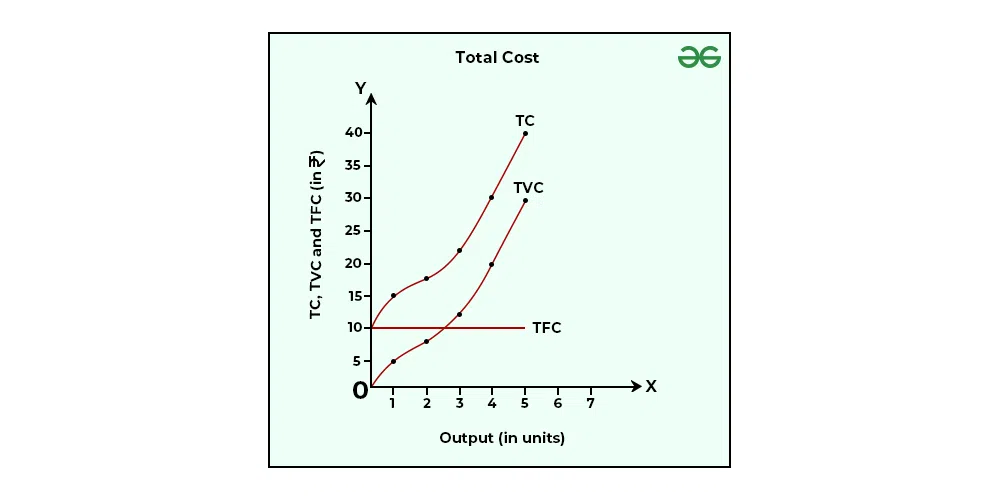 Total Cost
Y
TC, TVC and TFC (in ₹)
40
35
30
25
20
15
10
5
0
TC
TVC
TFC
X
1 2 3 4 5 6 7
Output (in units)